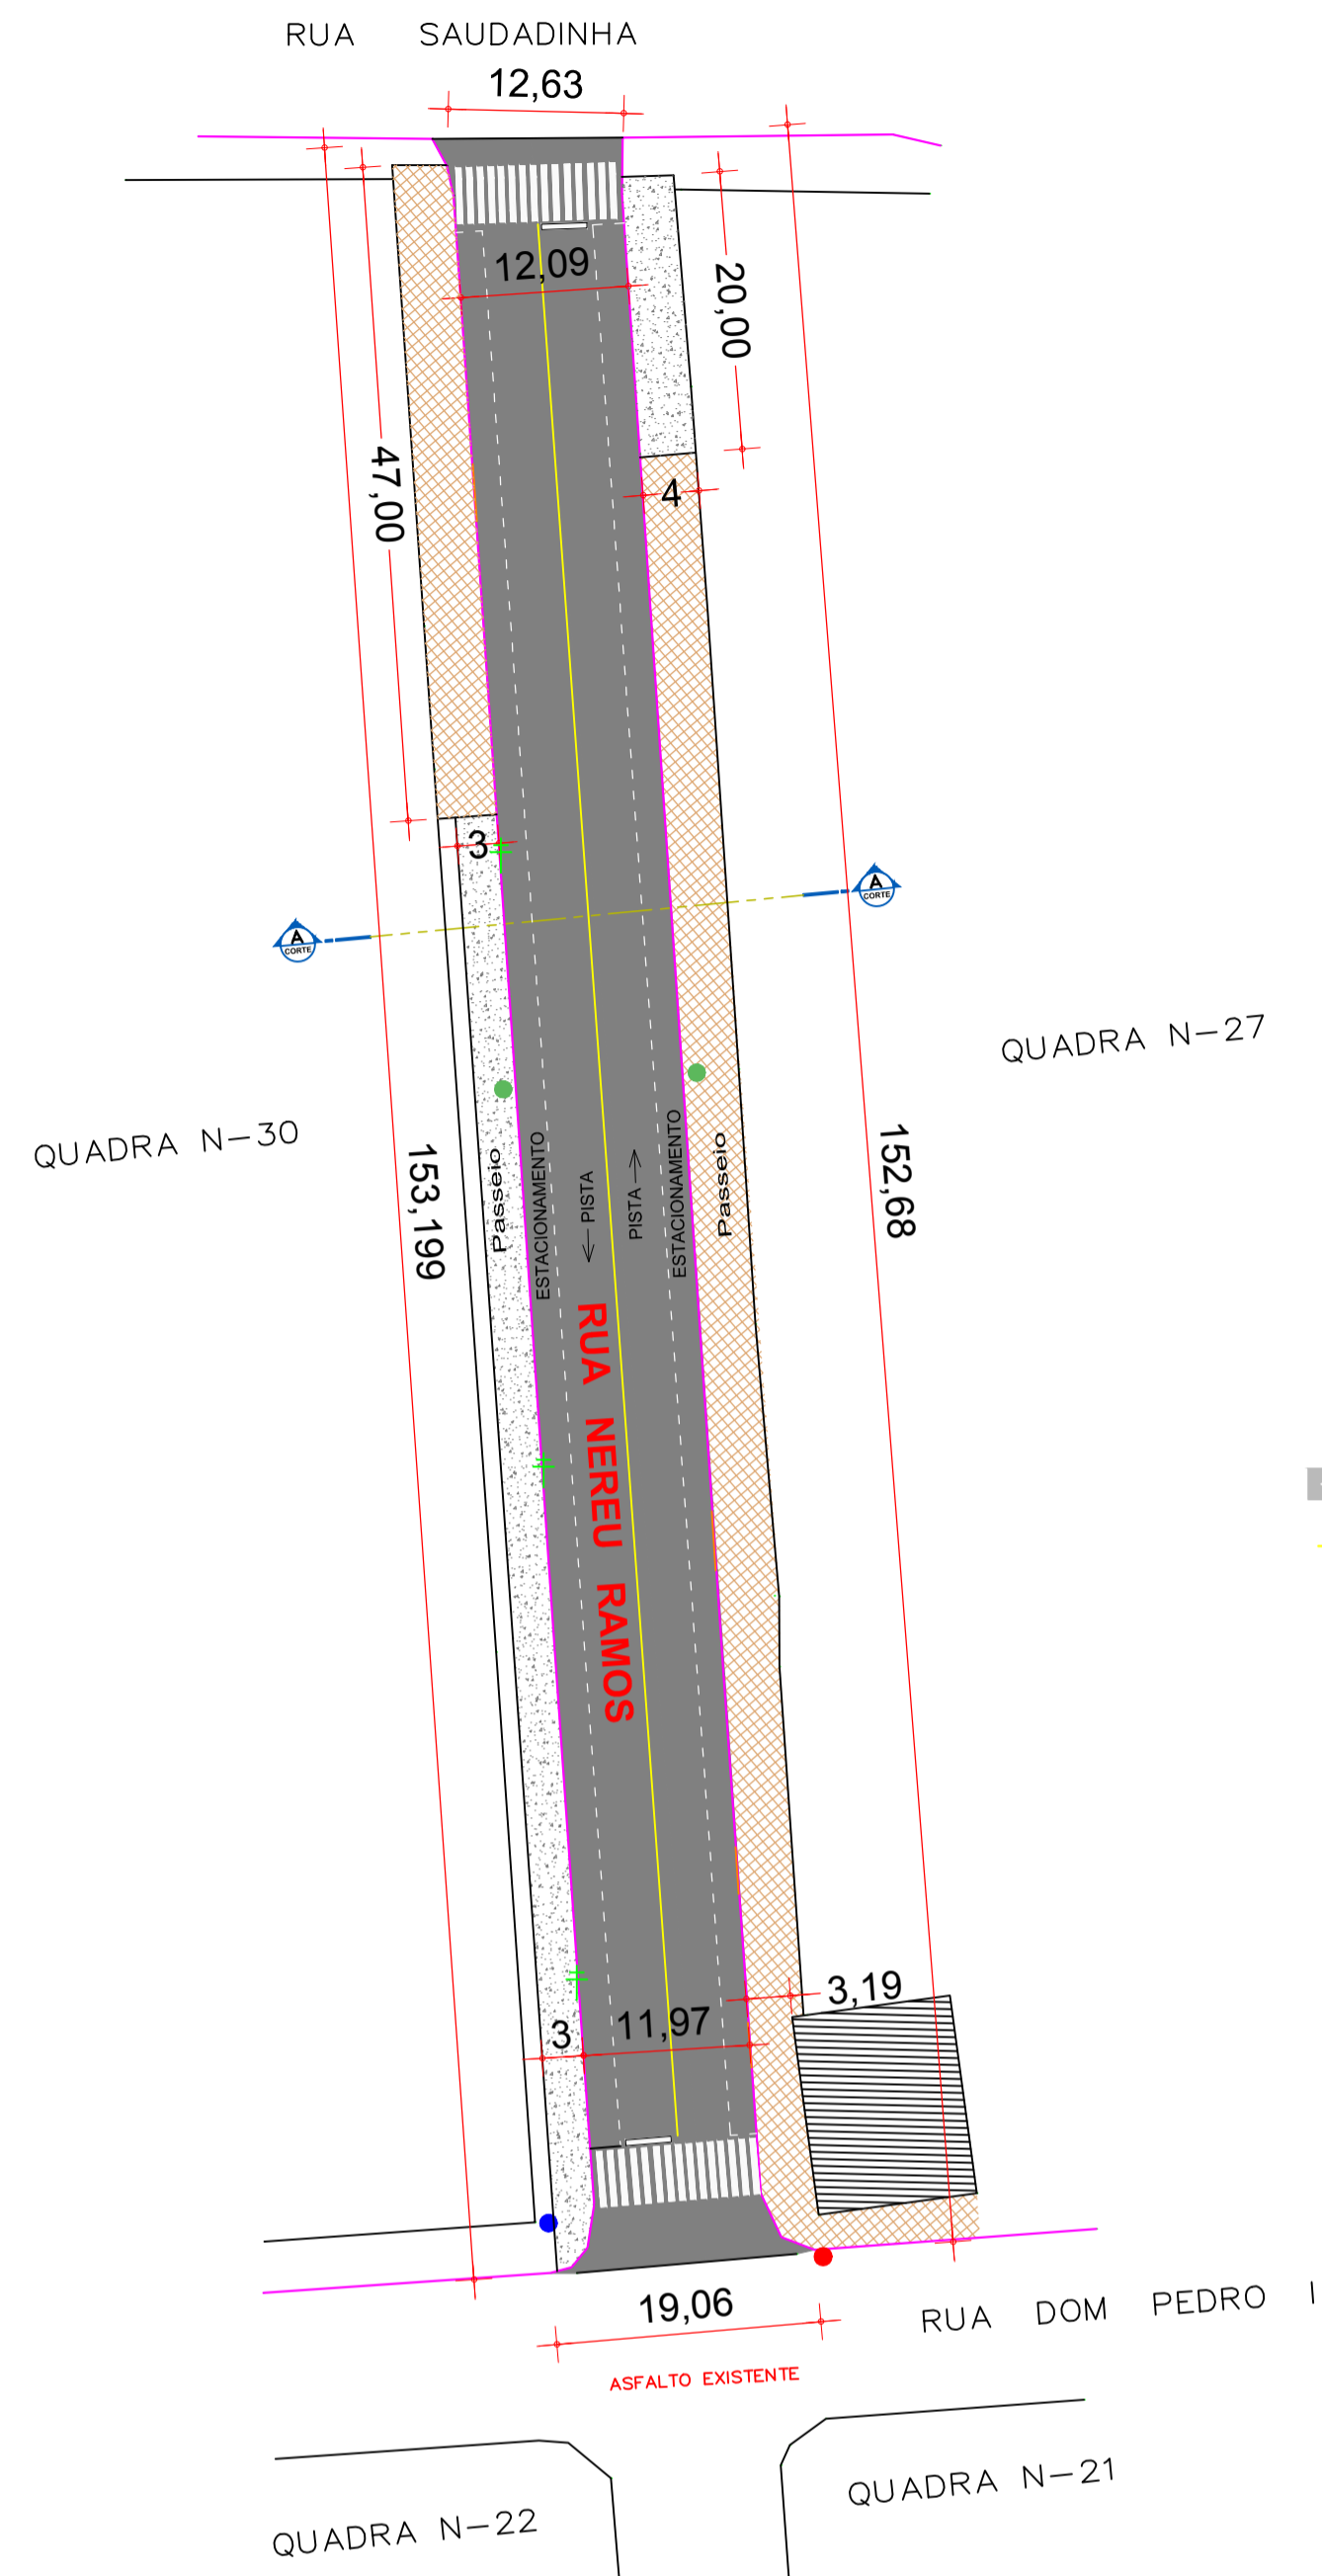 RUA SAUDADINHA
12,63
12,09
20,00
47,00
4
3
A
CORTE
A
CORTE
QUADRA N-27
QUADRA N-30
153,199
152,68
Passeio
ESTACIONAMENTO
PISTA
PISTA
ESTACIONAMENTO
Passeio
RUA NEREU RAMOS
3,19
3
11,97
19,06
RUA DOM PEDRO I
ASFALTO EXISTENTE
QUADRA N-21
QUADRA N-22